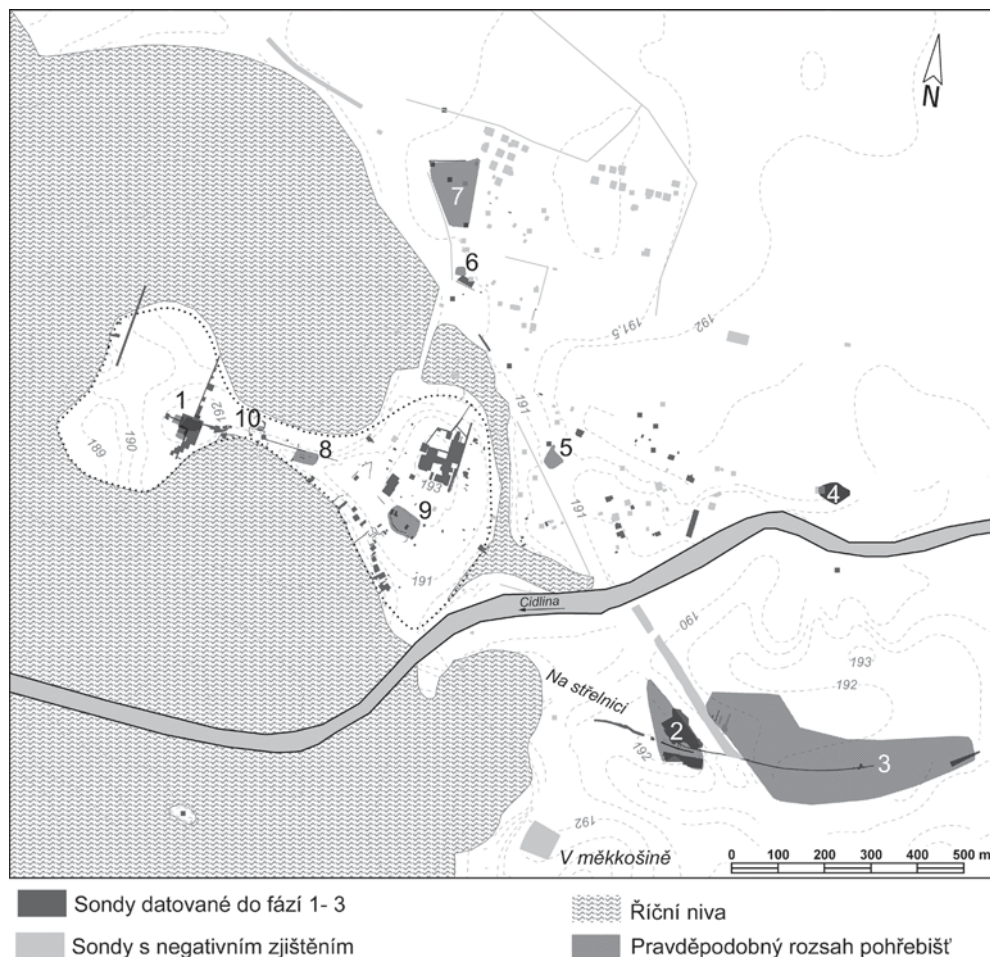 N
7
6
191.5
192
1
192
10
8
190
189
193
9
191
191
5
191
4
Cidlina
190
193
192
Na střelnici
2
192
3
192
V měkkošině
0 100 200 300 400 500 m
Sondy datované do fází 1- 3
Říční niva
Sondy s negativním zjištěním
Pravděpodobný rozsah pohřebišť